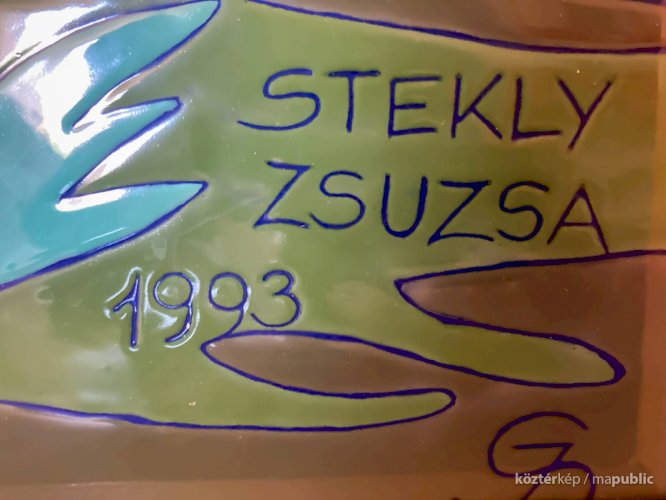 STEKLY
ZSUZSA
1993
köztérkép / mapublic